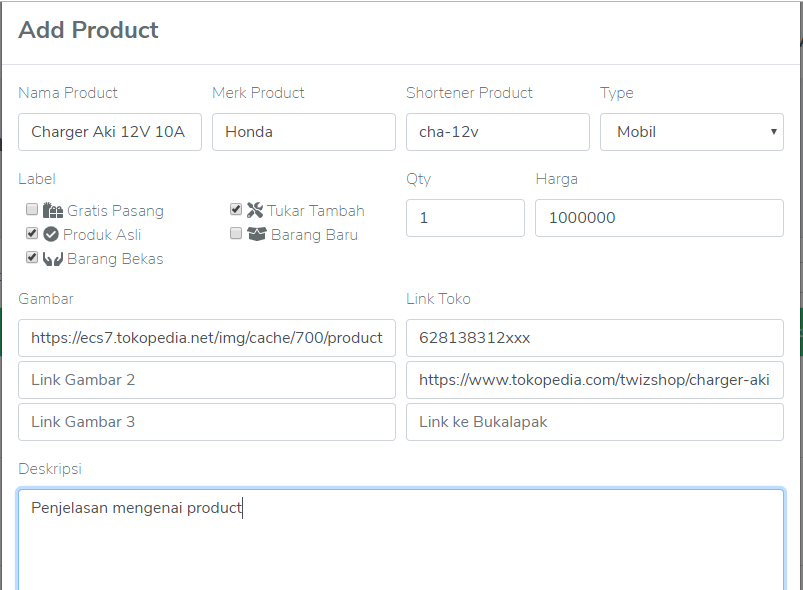 Add Product
Nama Product Merk Product Shortener Product Type
Charger Aki 12V 10A Honda cha-12v Mobil
Label Qty Harga
Gratis Pasang Tukar Tambah 1 1000000
Produk Asli Barang Baru
Barang Bekas
Gambar Link Toko
https://ecs7.tokopedia.net/img/cache/700/product 628138312xxx
Link Gambar 2 https://www.tokopedia.com/twizshop/charger-aki
Link Gambar 3 Link ke Bukalapak
Deskripsi
Penjelasan mengenai product